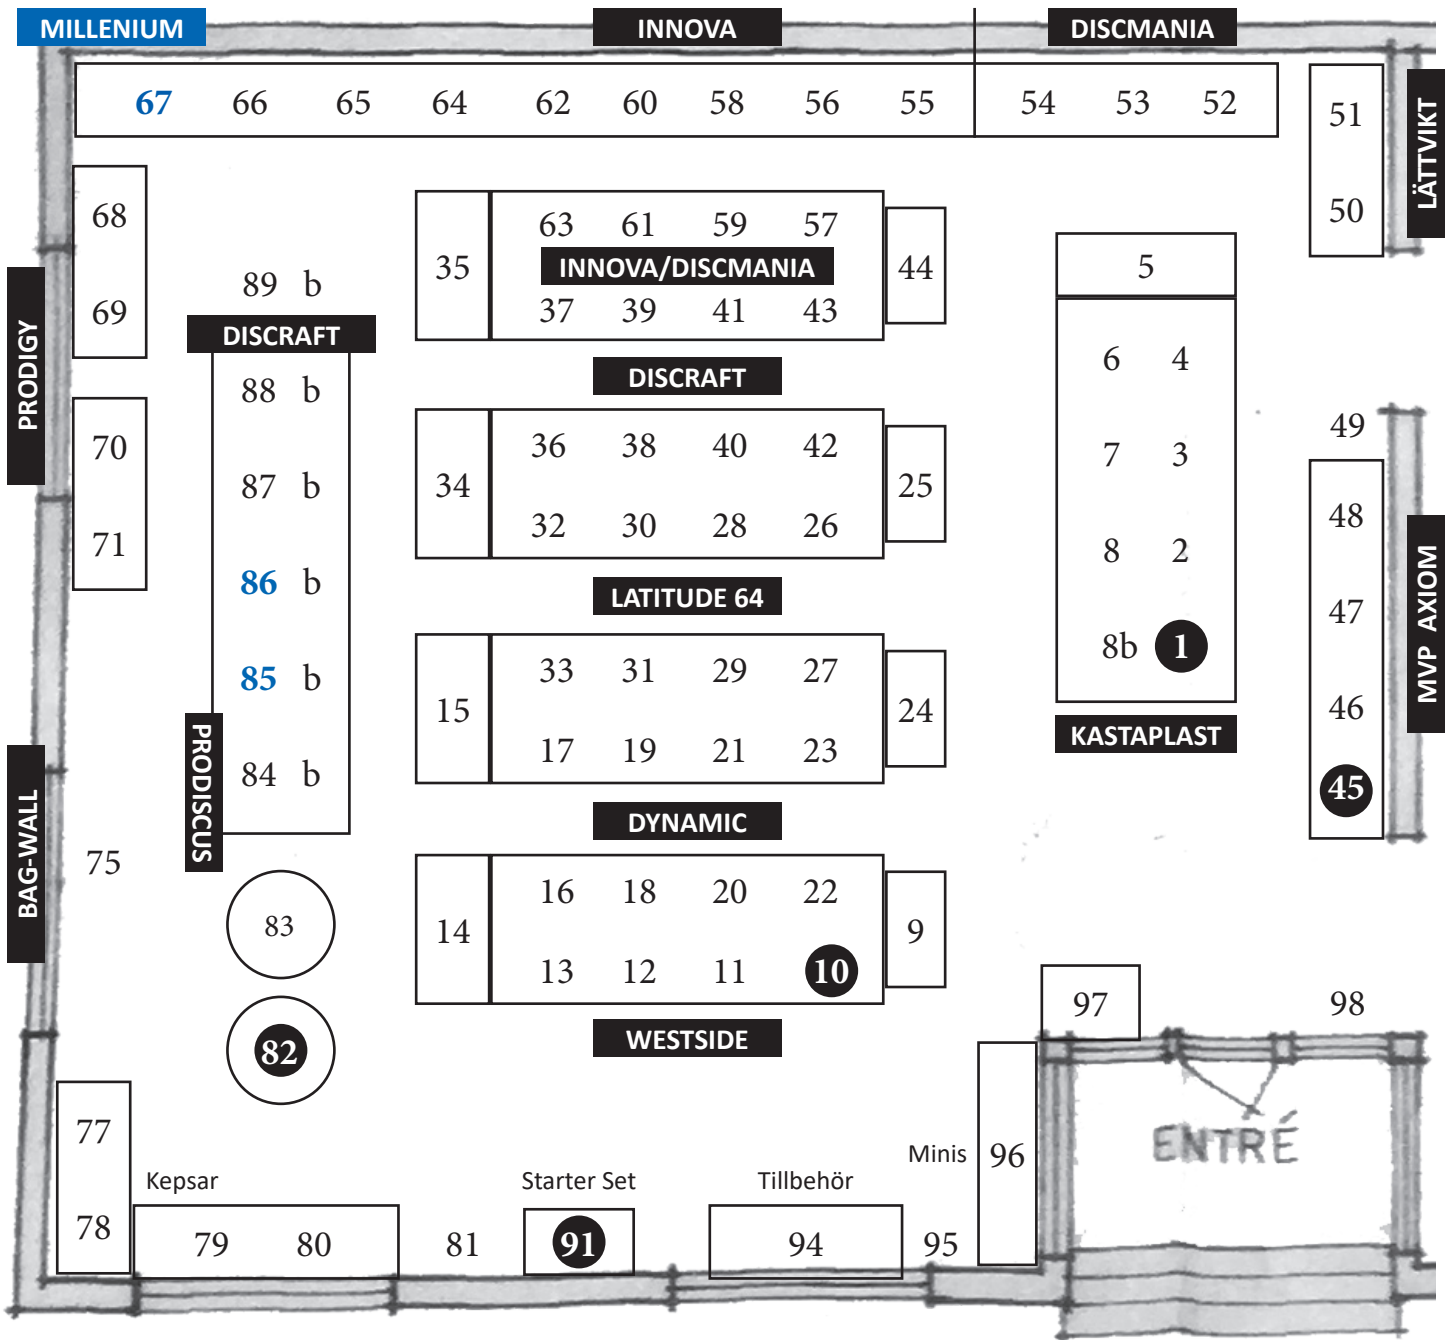 MILLENIUM INNOVA DISCMANIA
67 66 65 64 62 60 58 56 55 54 53 52
51
50
LÄTTVIKT
68
69
PRODIGY
70
71
89 b
DISCRAFT
88 b
87 b
86 b
85 b
84 b
PRODISCUS
BAG-WALL
75
83
82
35
63 61 59 57
INNOVA/DISCMANIA
37 39 41 43
44
DISCRAFT
34
36 38 40 42
32 30 28 26
25
LATITUDE 64
15
33 31 29 27
17 19 21 23
24
DYNAMIC
14
16 18 20 22
13 12 11 10
9
WESTSIDE
5
6 4
7 3
8 2
8b 1
KASTAPLAST
49
48
47
46
45
MVP AXIOM
97 98
ENTRÉ
77
78
Kepsar
79 80
81
Starter Set
91
Tillbehör
94
95
Minis
96